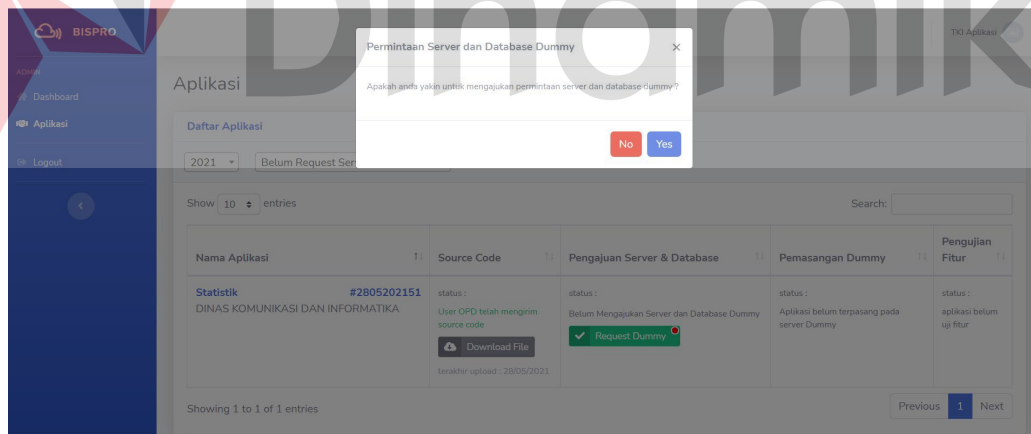 BISPRO
TKI Aplikasi
ADMIN
Dashboard
Aplikasi
Logout
Permintaan Server dan Database Dummy ×
Apakah anda yakin untuk mengajukan permintaan server dan database dummy ?
No Yes
Dinamik
Aplikasi
Daftar Aplikasi
2021 Belum Request Ser
Show 10 entries Search:
Nama Aplikasi Source Code Pengajuan Server & Database Pemasangan Dummy Pengujian Fitur
Statistik #2805202151
DINAS KOMUNIKASI DAN INFORMATIKA
status :
User OPD telah mengirim
source code
Download File
terakhir upload : 28/05/2021
status :
Belum Mengajukan Server dan Database Dummy
Request Dummy
status :
Aplikasi belum terpasang pada
server Dummy
status :
aplikasi belum
uji fitur
Showing 1 to 1 of 1 entries
Previous 1 Next